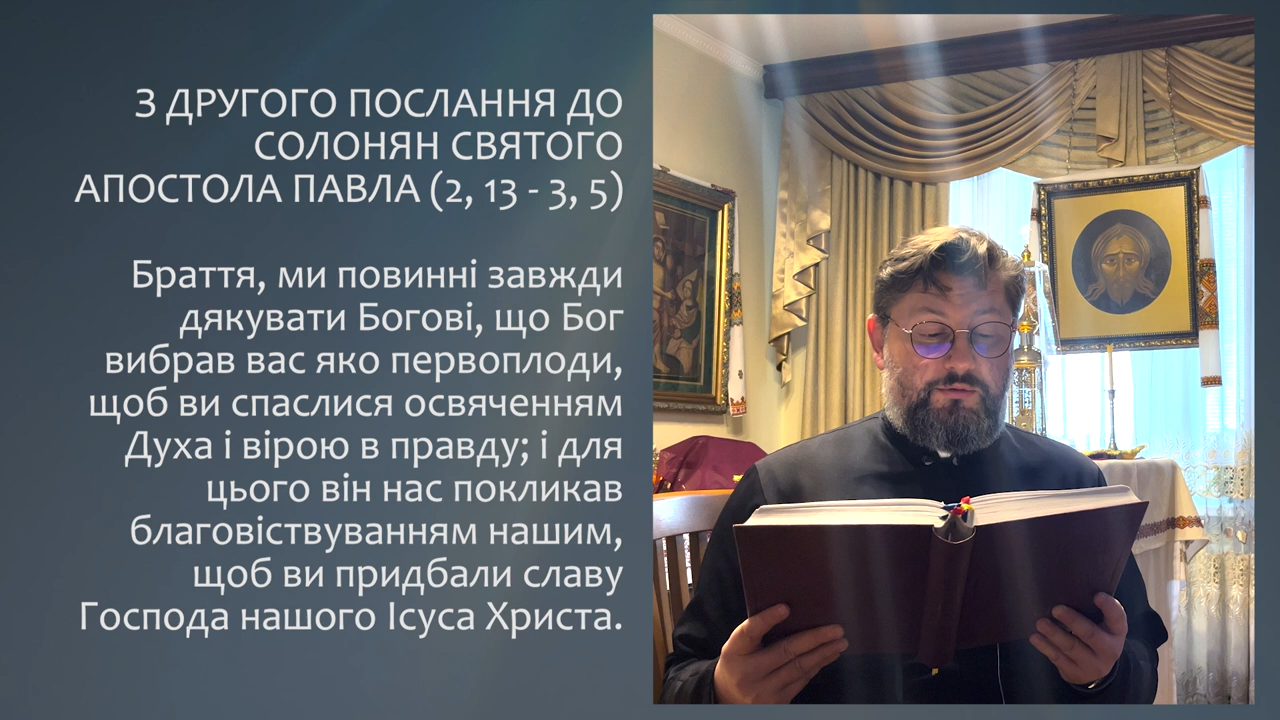 З ДРУГОГО ПОСЛАННЯ ДО
СОЛОНЯН СВЯТОГО
АПОСТОЛА ПАВЛА (2, 13 - 3, 5)
Браття, ми повинні завжди
дякувати Богові, що Бог
вибрав вас яко первоплоди,
щоб ви спаслися освяченням
Духа і вірою в правду; і для
цього він нас покликав
благовіствуванням нашим,
щоб ви придбали славу
Господа нашого Ісуса Христа.